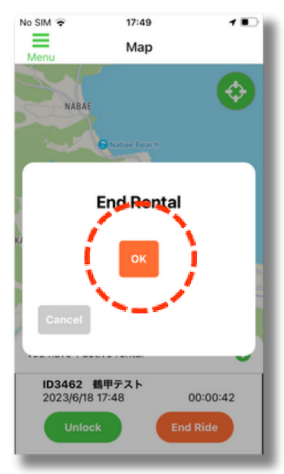 No SIM 17:49
Menu
Map
NABAE
Nabae Beach
End Rental
OK
Cancel
ID3462 鶴甲テスト
2023/6/18 17:48 00:00:42
Unlock End Ride